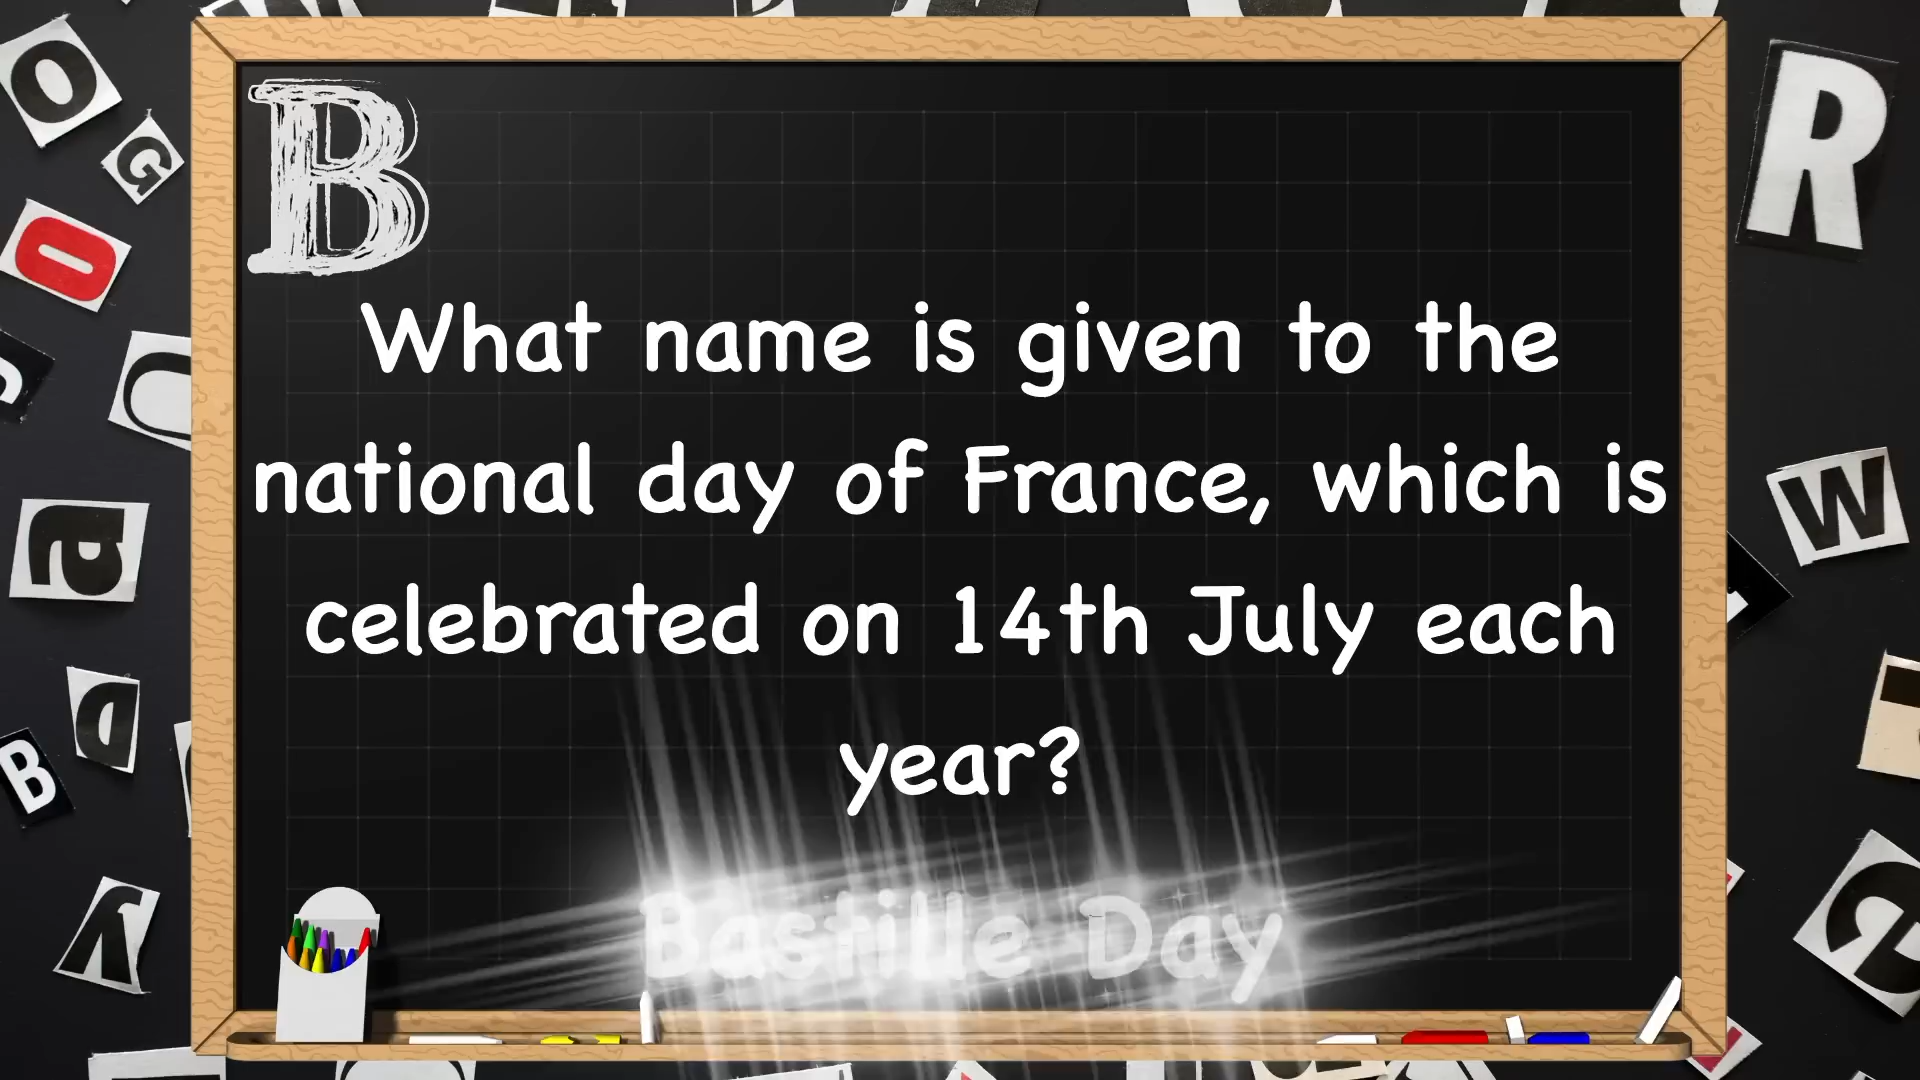 B
What name is given to the
national day of France, which is
celebrated on 14th July each
year?
Bastille Day
O
G
O
a
a
B
y
R
W
e